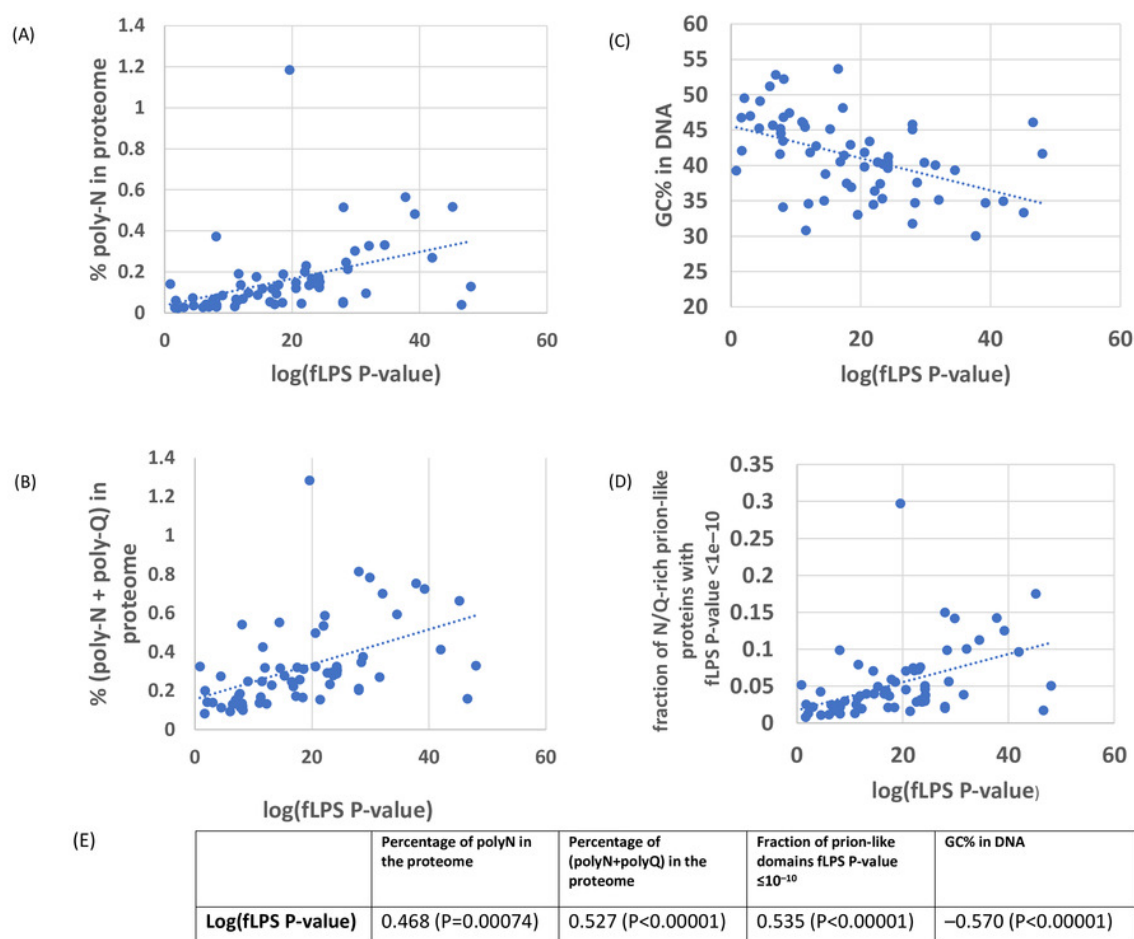 (A)
% poly-N in proteome
1.4
1.2
1
0.8
0.6
0.4
0.2
0
0
20
40
60
log(fLPS P-value)
(C)
GC% in DNA
60
55
50
45
40
35
30
25
20
0
10
20
30
40
50
60
log(fLPS P-value)
(B)
% (poly-N + poly-Q) in
proteome
1.4
1.2
1
0.8
0.6
0.4
0.2
0
0
20
40
60
log(fLPS P-value)
(D)
fraction of N/Q-rich prion-like
proteins with
fLPS P-value <1e–10
0.35
0.3
0.25
0.2
0.15
0.1
0.05
0
0
20
40
60
log(fLPS P-value)
(E)
Percentage of polyN in
the proteome
Percentage of
(polyN+polyQ) in the
proteome
Fraction of prion-like
domains fLPS P-value
≤10⁻¹⁰
GC% in DNA
Log(fLPS P-value)
0.468 (P=0.00074)
0.527 (P<0.00001)
0.535 (P<0.00001)
–0.570 (P<0.00001)